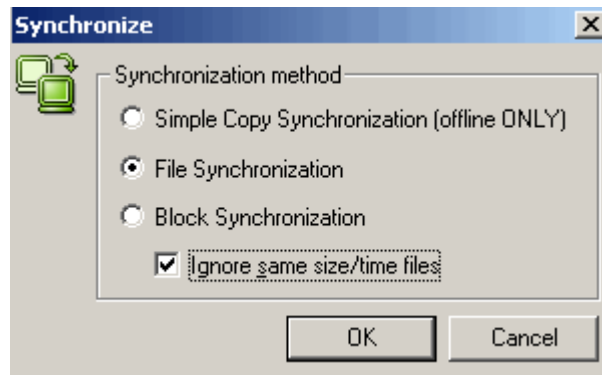 Synchronize
Synchronization method
Simple Copy Synchronization (offline ONLY)
File Synchronization
Block Synchronization
Ignore same size/time files
OK
Cancel